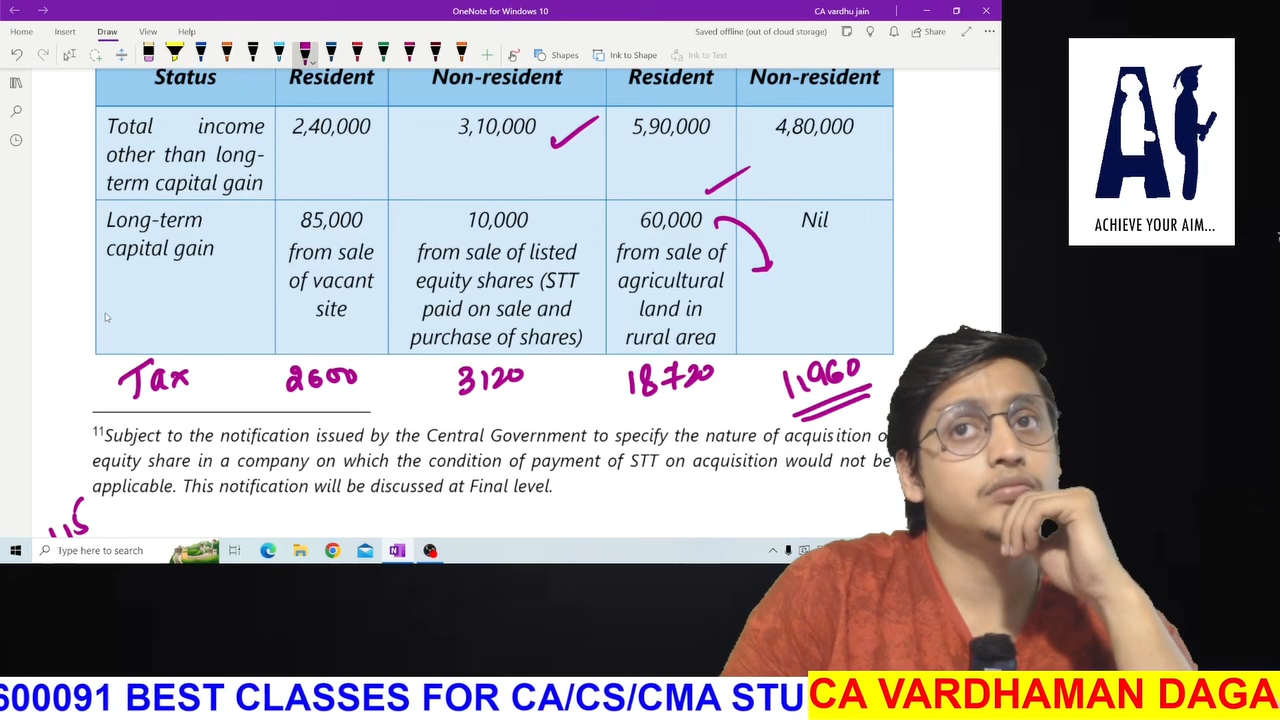 OneNote for Windows 10
CA vardhu jain
Home Insert Draw View Help
Saved offline (out of cloud storage)
Share
Shapes
Ink to Shape
Ink to Text
Status Resident Non-resident Resident Non-resident
Total income 2,40,000 3,10,000 5,90,000 4,80,000
other than long-
term capital gain
Long-term 85,000 10,000 60,000 Nil
capital gain from sale from sale of listed from sale of
of vacant equity shares (STT agricultural
site paid on sale and land in
purchase of shares) rural area
Tax 2600 3120 18720 11960
11Subject to the notification issued by the Central Government to specify the nature of acquisition o
equity share in a company on which the condition of payment of STT on acquisition would not be
applicable. This notification will be discussed at Final level.
115
Type here to search
ACHIEVE YOUR AIM...
600091 BEST CLASSES FOR CA/CS/CMA STU
CA VARDHAMAN DAGA